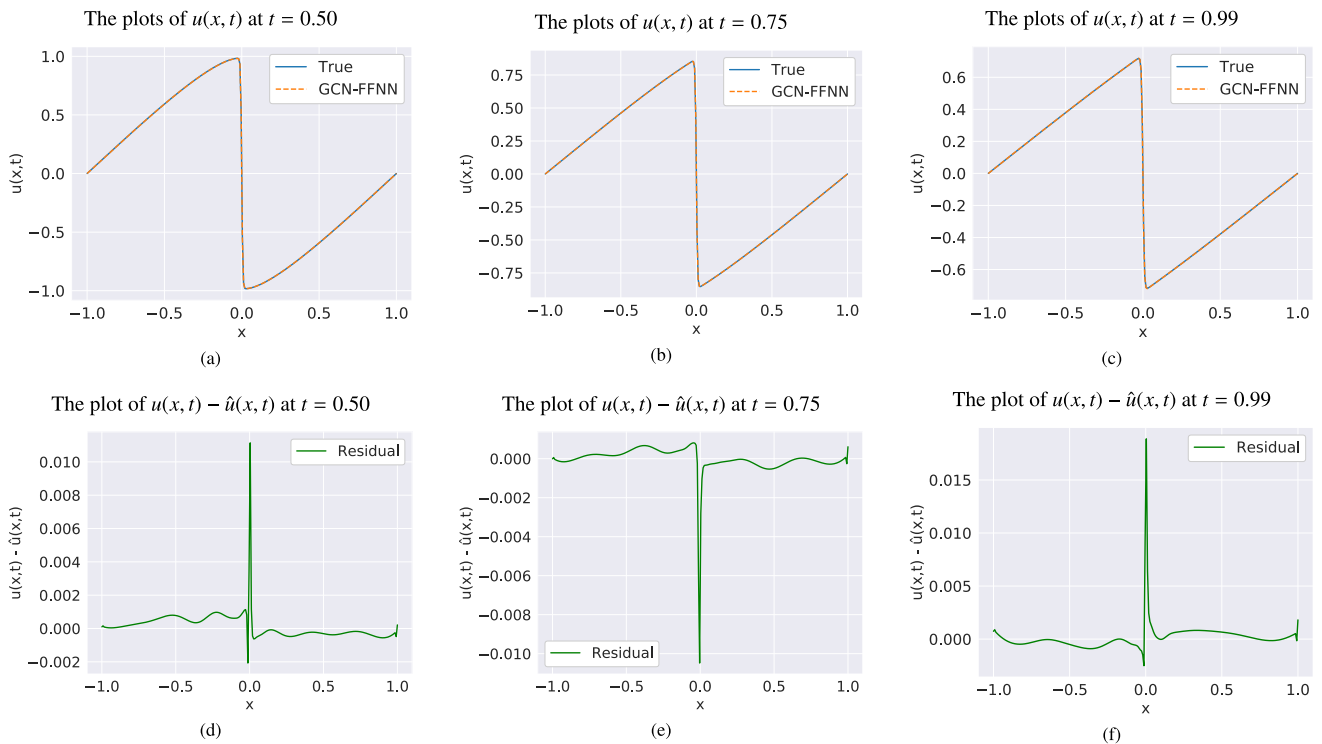 The plots of u(x, t) at t = 0.50
1.0
0.5
0.0
−0.5
−1.0
u(x,t)
True
GCN-FFNN
−1.0 −0.5 0.0 0.5 1.0
x
(a)
The plots of u(x, t) at t = 0.75
0.75
0.50
0.25
0.00
−0.25
−0.50
−0.75
u(x,t)
True
GCN-FFNN
−1.0 −0.5 0.0 0.5 1.0
x
(b)
The plots of u(x, t) at t = 0.99
0.6
0.4
0.2
0.0
−0.2
−0.4
−0.6
u(x,t)
True
GCN-FFNN
−1.0 −0.5 0.0 0.5 1.0
x
(c)
The plot of u(x, t) − û(x, t) at t = 0.50
0.010
0.008
0.006
0.004
0.002
0.000
−0.002
u(x,t) - û(x,t)
Residual
−1.0 −0.5 0.0 0.5 1.0
x
(d)
The plot of u(x, t) − û(x, t) at t = 0.75
0.000
−0.002
−0.004
−0.006
−0.008
−0.010
u(x,t) - û(x,t)
Residual
−1.0 −0.5 0.0 0.5 1.0
x
(e)
The plot of u(x, t) − û(x, t) at t = 0.99
0.015
0.010
0.005
0.000
u(x,t) - û(x,t)
Residual
−1.0 −0.5 0.0 0.5 1.0
x
(f)